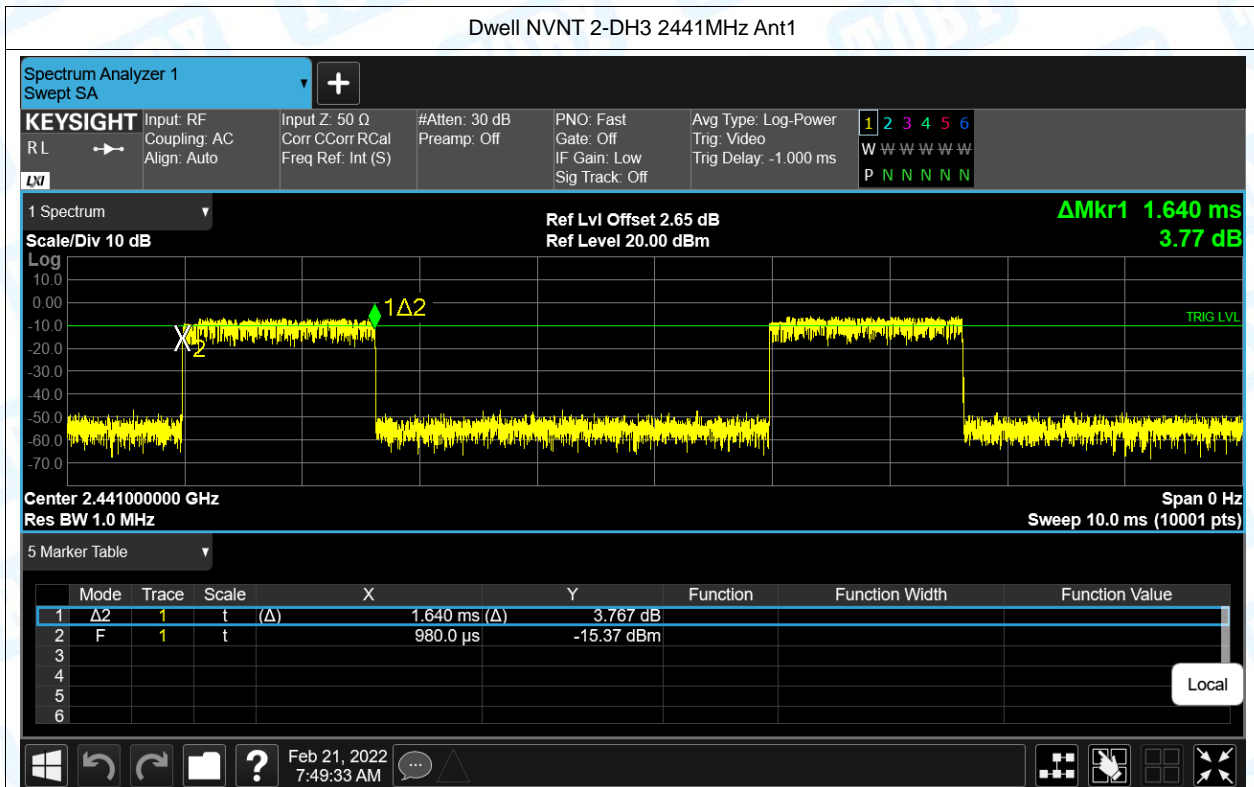 Dwell NVNT 2-DH3 2441MHz Ant1
Spectrum Analyzer 1
Swept SA
KEYSIGHT
RL
LXI
Input: RF
Coupling: AC
Align: Auto
Input Z: 50 Ω
Corr CCorr RCal
Freq Ref: Int (S)
#Atten: 30 dB
Preamp: Off
PNO: Fast
Gate: Off
IF Gain: Low
Sig Track: Off
Avg Type: Log-Power
Trig: Video
Trig Delay: -1.000 ms
1 2 3 4 5 6
W W W W W W
P N N N N N
1 Spectrum
Scale/Div 10 dB
Ref Lvl Offset 2.65 dB
Ref Level 20.00 dBm
ΔMkr1 1.640 ms
3.77 dB
Log
10.0
0.00
-10.0
-20.0
-30.0
-40.0
-50.0
-60.0
-70.0
1Δ2
2
TRIG LVL
Center 2.441000000 GHz
Res BW 1.0 MHz
Span 0 Hz
Sweep 10.0 ms (10001 pts)
5 Marker Table
Mode Trace Scale X Y Function Function Width Function Value
1 Δ2 1 t (Δ) 1.640 ms (Δ) 3.767 dB
2 F 1 t 980.0 µs -15.37 dBm
3
4
5
6
Local
?
Feb 21, 2022
7:49:33 AM